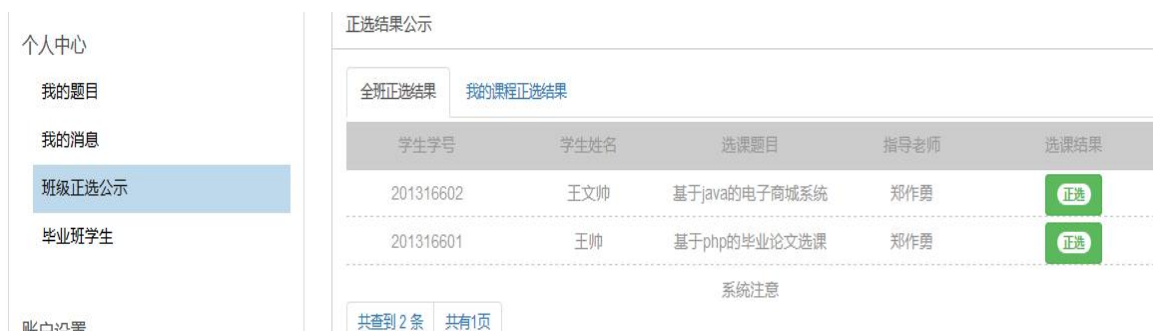 个人中心
我的题目
我的消息
班级正选公示
毕业班学生
账户设置
正选结果公示
全班正选结果 我的课程正选结果
学生学号 学生姓名 选课题目 指导老师 选课结果
201316602 王文帅 基于java的电子商城系统 郑作勇 正选
201316601 王帅 基于php的毕业论文选课 郑作勇 正选
系统注意
共查到 2 条 共有1页